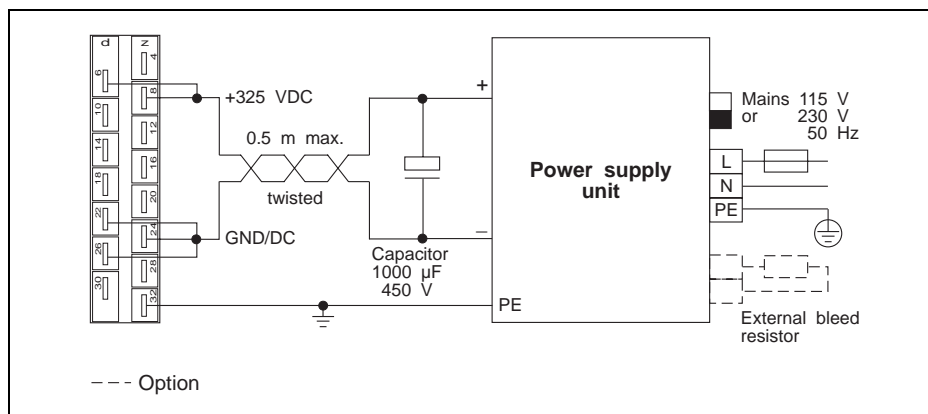 d z
4
6
8
10
12
14
16
18
20
22
24
26
28
30
32
+325 VDC
0.5 m max.
twisted
GND/DC
+
–
Capacitor
1000 µF
450 V
PE
Power supply
unit
Mains 115 V
or 230 V
50 Hz
L
N
PE
External bleed
resistor
---- Option